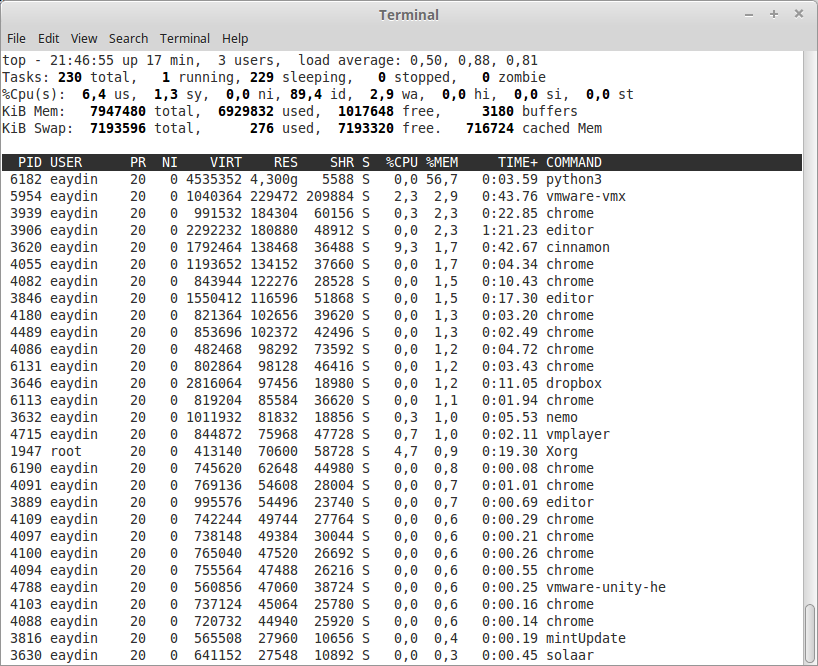 Terminal
File Edit View Search Terminal Help
top - 21:46:55 up 17 min,  3 users,  load average: 0,50, 0,88, 0,81
Tasks: 230 total,   1 running, 229 sleeping,   0 stopped,   0 zombie
%Cpu(s):  6,4 us,  1,3 sy,  0,0 ni, 89,4 id,  2,9 wa,  0,0 hi,  0,0 si,  0,0 st
KiB Mem:   7947480 total,  6929832 used,  1017648 free,     3180 buffers
KiB Swap:  7193596 total,      276 used,  7193320 free.   716724 cached Mem
PID USER      PR  NI    VIRT    RES    SHR S  %CPU %MEM     TIME+ COMMAND
6182 eaydin    20   0 4535352 4,300g   5588 S   0,0 56,7   0:03.59 python3
5954 eaydin    20   0 1040364 229472 209884 S   2,3  2,9   0:43.76 vmware-vmx
3939 eaydin    20   0  991532 184304  60156 S   0,3  2,3   0:22.85 chrome
3906 eaydin    20   0 2292232 180880  48912 S   0,0  2,3   1:21.23 editor
3620 eaydin    20   0 1792464 138468  36488 S   9,3  1,7   0:42.67 cinnamon
4055 eaydin    20   0 1193652 134152  37660 S   0,0  1,7   0:04.34 chrome
4082 eaydin    20   0  843944 122276  28528 S   0,0  1,5   0:10.43 chrome
3846 eaydin    20   0 1550412 116596  51868 S   0,0  1,5   0:17.30 editor
4180 eaydin    20   0  821364 102656  39620 S   0,0  1,3   0:03.20 chrome
4489 eaydin    20   0  853696 102372  42496 S   0,0  1,3   0:02.49 chrome
4086 eaydin    20   0  482468  98292  73592 S   0,0  1,2   0:04.72 chrome
6131 eaydin    20   0  802864  98128  46416 S   0,0  1,2   0:03.43 chrome
3646 eaydin    20   0 2816064  97456  18980 S   0,0  1,2   0:11.05 dropbox
6113 eaydin    20   0  819204  85584  36620 S   0,0  1,1   0:01.94 chrome
3632 eaydin    20   0 1011932  81832  18856 S   0,3  1,0   0:05.53 nemo
4715 eaydin    20   0  844872  75968  47728 S   0,7  1,0   0:02.11 vmplayer
1947 root      20   0  413140  70600  58728 S   4,7  0,9   0:19.30 Xorg
6190 eaydin    20   0  745620  62648  44980 S   0,0  0,8   0:00.08 chrome
4091 eaydin    20   0  769136  54608  28004 S   0,0  0,7   0:01.01 chrome
3889 eaydin    20   0  995576  54496  23740 S   0,0  0,7   0:00.69 editor
4109 eaydin    20   0  742244  49744  27764 S   0,0  0,6   0:00.29 chrome
4097 eaydin    20   0  738148  49384  30044 S   0,0  0,6   0:00.21 chrome
4100 eaydin    20   0  765040  47520  26692 S   0,0  0,6   0:00.26 chrome
4094 eaydin    20   0  755564  47488  26216 S   0,0  0,6   0:00.55 chrome
4788 eaydin    20   0  560856  47060  38724 S   0,0  0,6   0:00.25 vmware-unity-he
4103 eaydin    20   0  737124  45064  25780 S   0,0  0,6   0:00.16 chrome
4088 eaydin    20   0  720732  44940  25920 S   0,0  0,6   0:00.14 chrome
3816 eaydin    20   0  565508  27960  10656 S   0,0  0,4   0:00.19 mintUpdate
3630 eaydin    20   0  641152  27548  10892 S   0,0  0,3   0:00.45 solaar